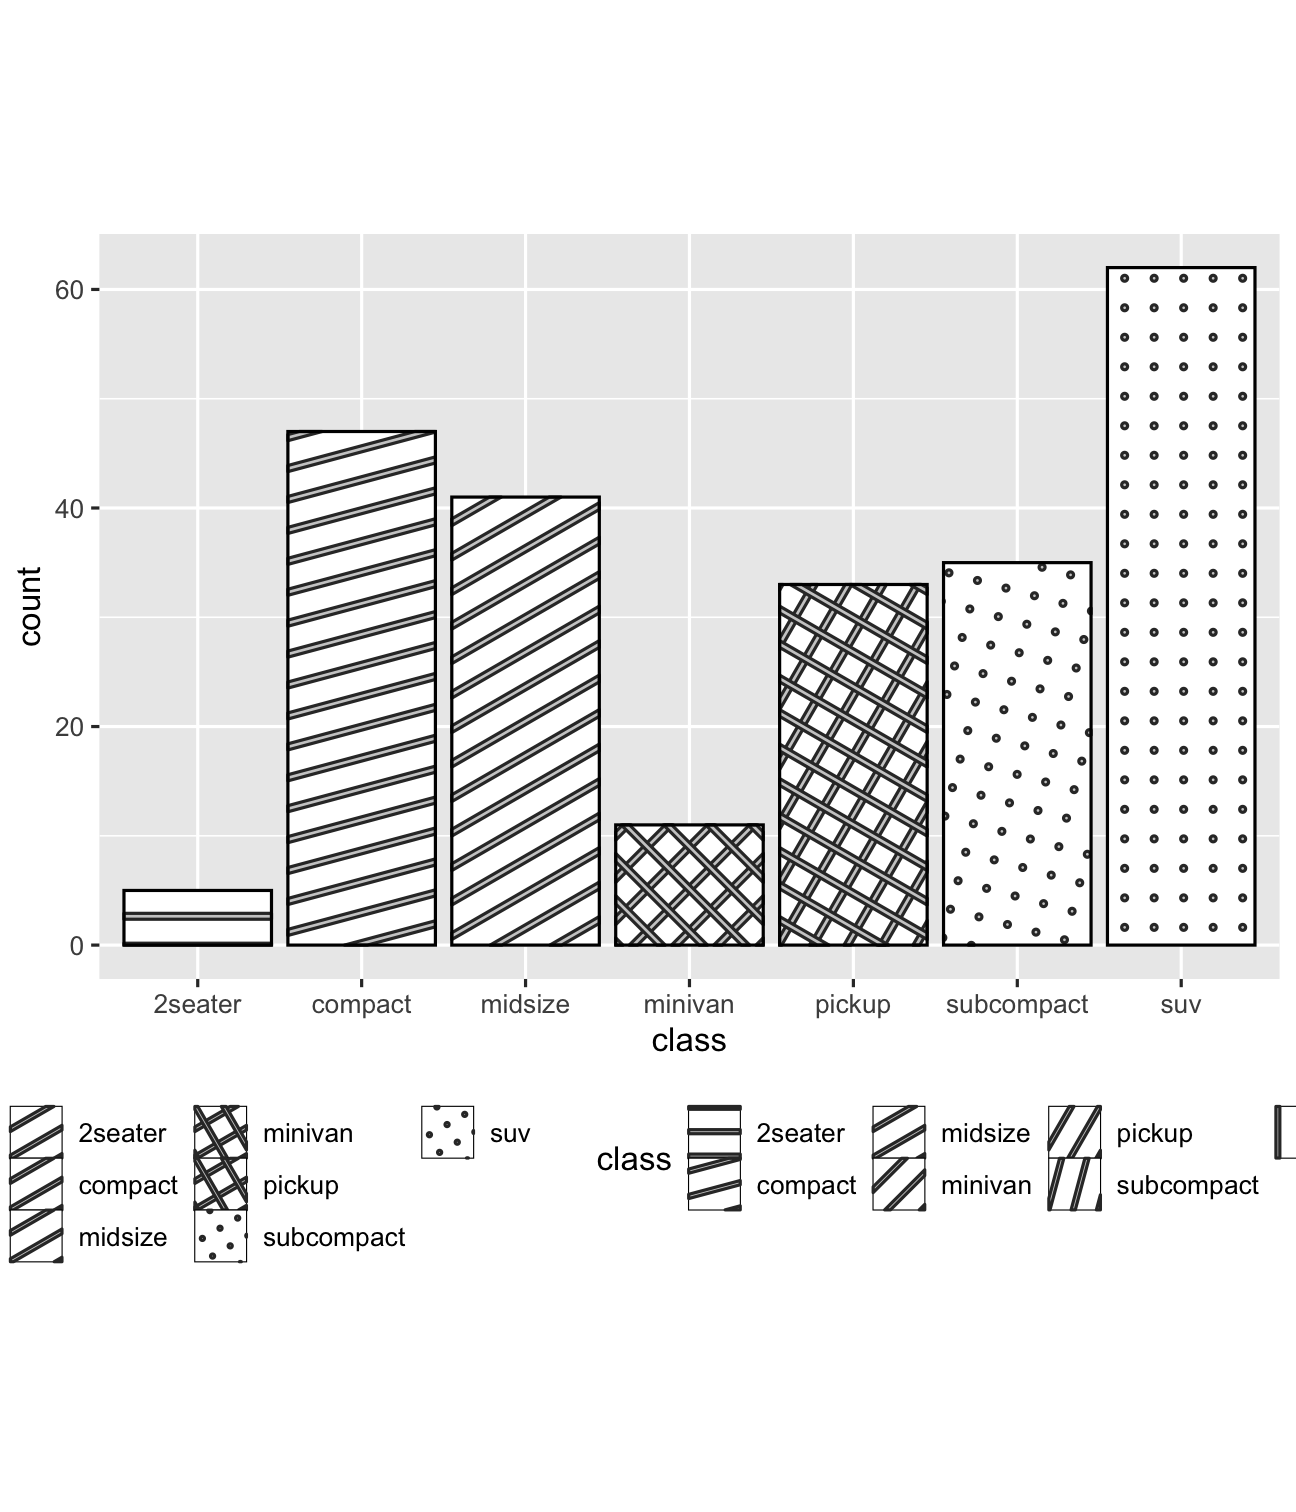 60
40
20
0
count
2seater compact midsize minivan pickup subcompact suv
class
2seater minivan suv class 2seater midsize pickup
compact pickup compact minivan subcompact
midsize subcompact